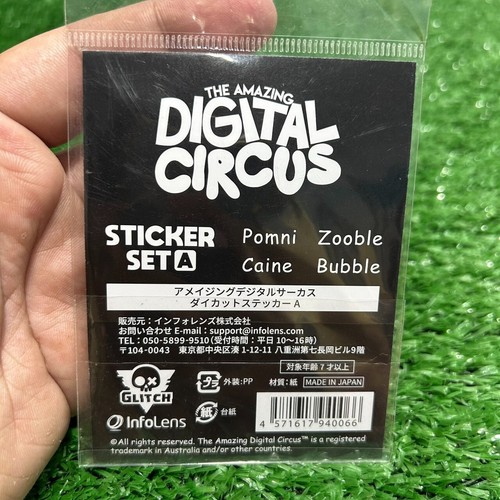 THE AMAZING
DIGITAL
CIRCUS
STICKER
SET A
Pomni Zooble
Caine Bubble
アメイジングデジタルサーカス
ダイカットステッカー A
販売元：インフォレンズ株式会社
お問い合わせ E-mail：support@infolens.com
TEL：050-5899-9510（受付時間：平日 10～16時）
〒104-0043 東京都中央区湊 1-12-11 八重洲第七長岡ビル9階
対象年齢 7 才以上
GLITCH
プラ 外装：PP 材質：紙 MADE IN JAPAN
InfoLens
紙 台紙
4 571617 940066
©All rights reserved. The Amazing Digital Circus™ is a registered
trademark in Australia and/or other countries.